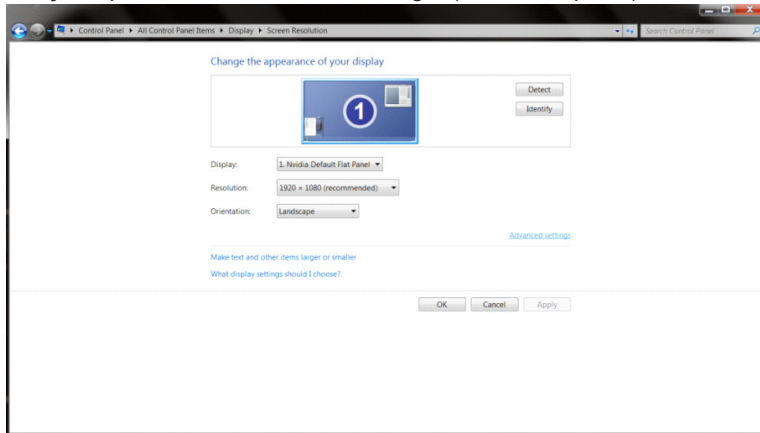 Control Panel ▸ All Control Panel Items ▸ Display ▸ Screen Resolution
Search Control Panel
Change the appearance of your display
1
Detect
Identify
Display: 1. Nvidia Default Flat Panel
Resolution: 1920 × 1080 (recommended)
Orientation: Landscape
Advanced settings
Make text and other items larger or smaller
What display settings should I choose?
OK Cancel Apply